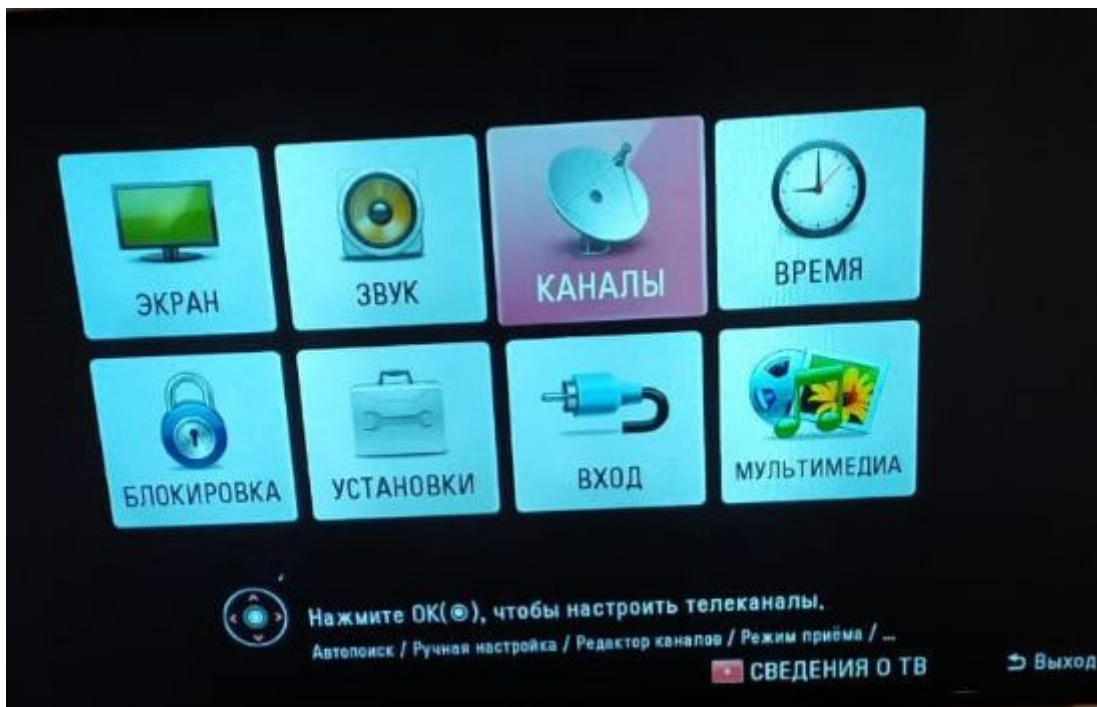 ЭКРАН
ЗВУК
КАНАЛЫ
ВРЕМЯ
БЛОКИРОВКА
УСТАНОВКИ
ВХОД
МУЛЬТИМЕДИА
Нажмите ОК(◉), чтобы настроить телеканалы.
Автопоиск / Ручная настройка / Редактор каналов / Режим приёма / ...
СВЕДЕНИЯ О ТВ
Выход